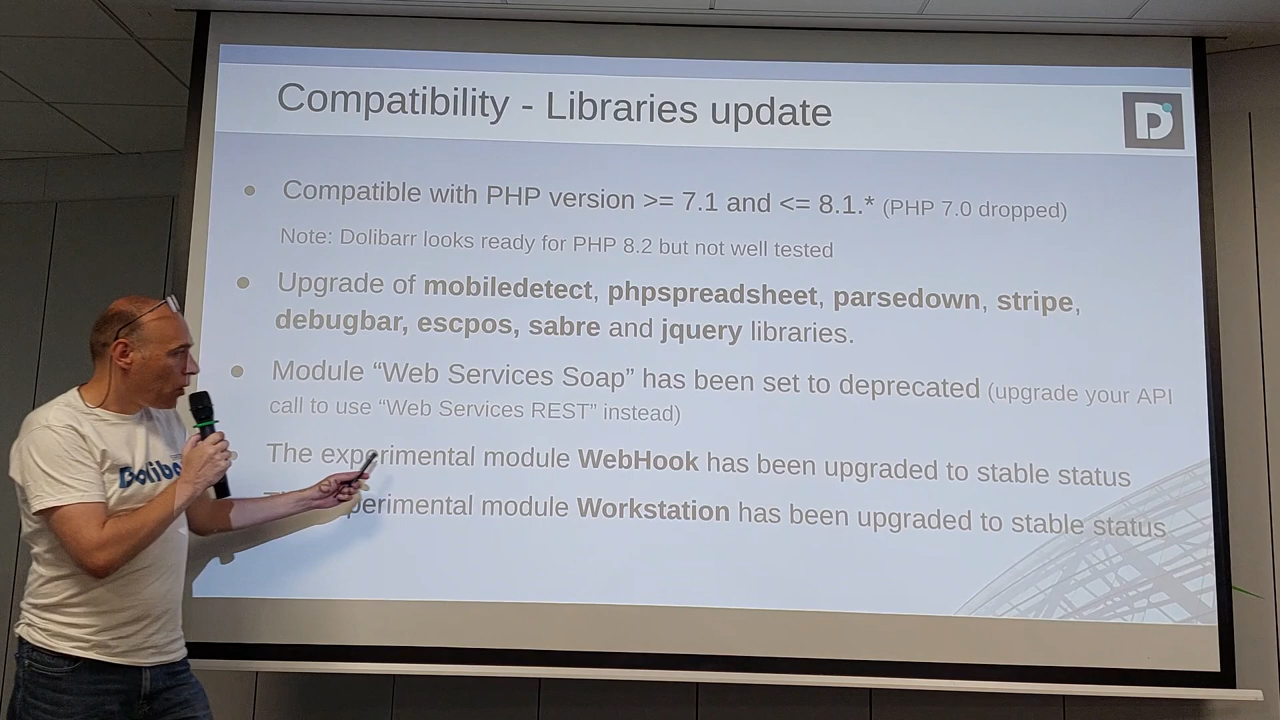 Compatibility - Libraries update
D
Compatible with PHP version >= 7.1 and <= 8.1.* (PHP 7.0 dropped)
Note: Dolibarr looks ready for PHP 8.2 but not well tested
Upgrade of mobiledetect, phpspreadsheet, parsedown, stripe,
debugbar, escpos, sabre and jquery libraries.
Module “Web Services Soap” has been set to deprecated (upgrade your API
call to use “Web Services REST” instead)
The experimental module WebHook has been upgraded to stable status
module Workstation has been upgraded to stable status